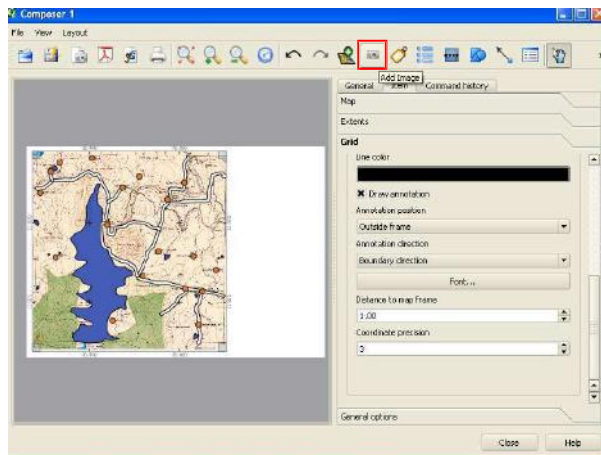 Composer 1
File View Layout
Add Image
General Item Command history
Map
Extents
Grid
Line color
Draw annotation
Annotation position
Outside frame
Annotation direction
Boundary direction
Font...
Distance to map frame
1.00
Coordinate precision
3
General options
Close Help